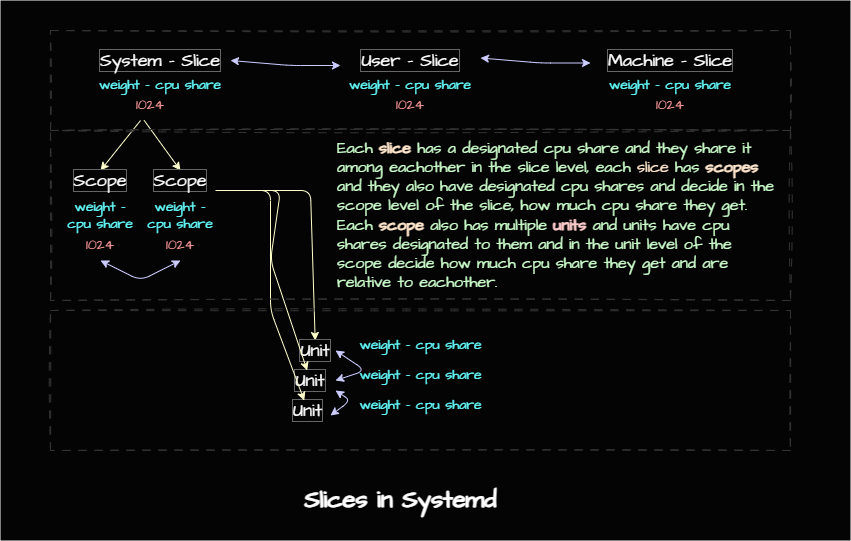 System - Slice
User - Slice
Machine - Slice
weight - cpu share
weight - cpu share
weight - cpu share
1024
1024
1024
Each slice has a designated cpu share and they share it
among eachother in the slice level, each slice has scopes
and they also have designated cpu shares and decide in the
scope level of the slice, how much cpu share they get.
Each scope also has multiple units and units have cpu
shares designated to them and in the unit level of the
scope decide how much cpu share they get and are
relative to eachother.
Scope
Scope
weight -
cpu share
weight -
cpu share
1024
1024
Unit
weight - cpu share
Unit
weight - cpu share
Unit
weight - cpu share
Slices in Systemd